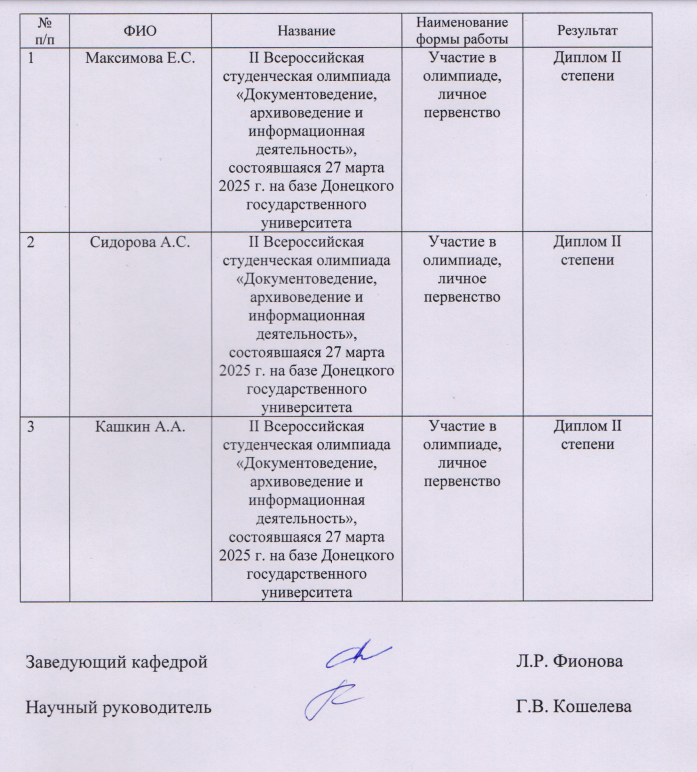 № п/п ФИО Название Наименование формы работы Результат
1 Максимова Е.С. II Всероссийская Участие в Диплом II
студенческая олимпиада олимпиаде, степени
«Документоведение, личное
архивоведение и первенство
информационная
деятельность»,
состоявшаяся 27 марта
2025 г. на базе Донецкого
государственного
университета
2 Сидорова А.С. II Всероссийская Участие в Диплом II
студенческая олимпиада олимпиаде, степени
«Документоведение, личное
архивоведение и первенство
информационная
деятельность»,
состоявшаяся 27 марта
2025 г. на базе Донецкого
государственного
университета
3 Кашкин А.А. II Всероссийская Участие в Диплом II
студенческая олимпиада олимпиаде, степени
«Документоведение, личное
архивоведение и первенство
информационная
деятельность»,
состоявшаяся 27 марта
2025 г. на базе Донецкого
государственного
университета
Заведующий кафедрой Л.Р. Фионова
Научный руководитель Г.В. Кошелева